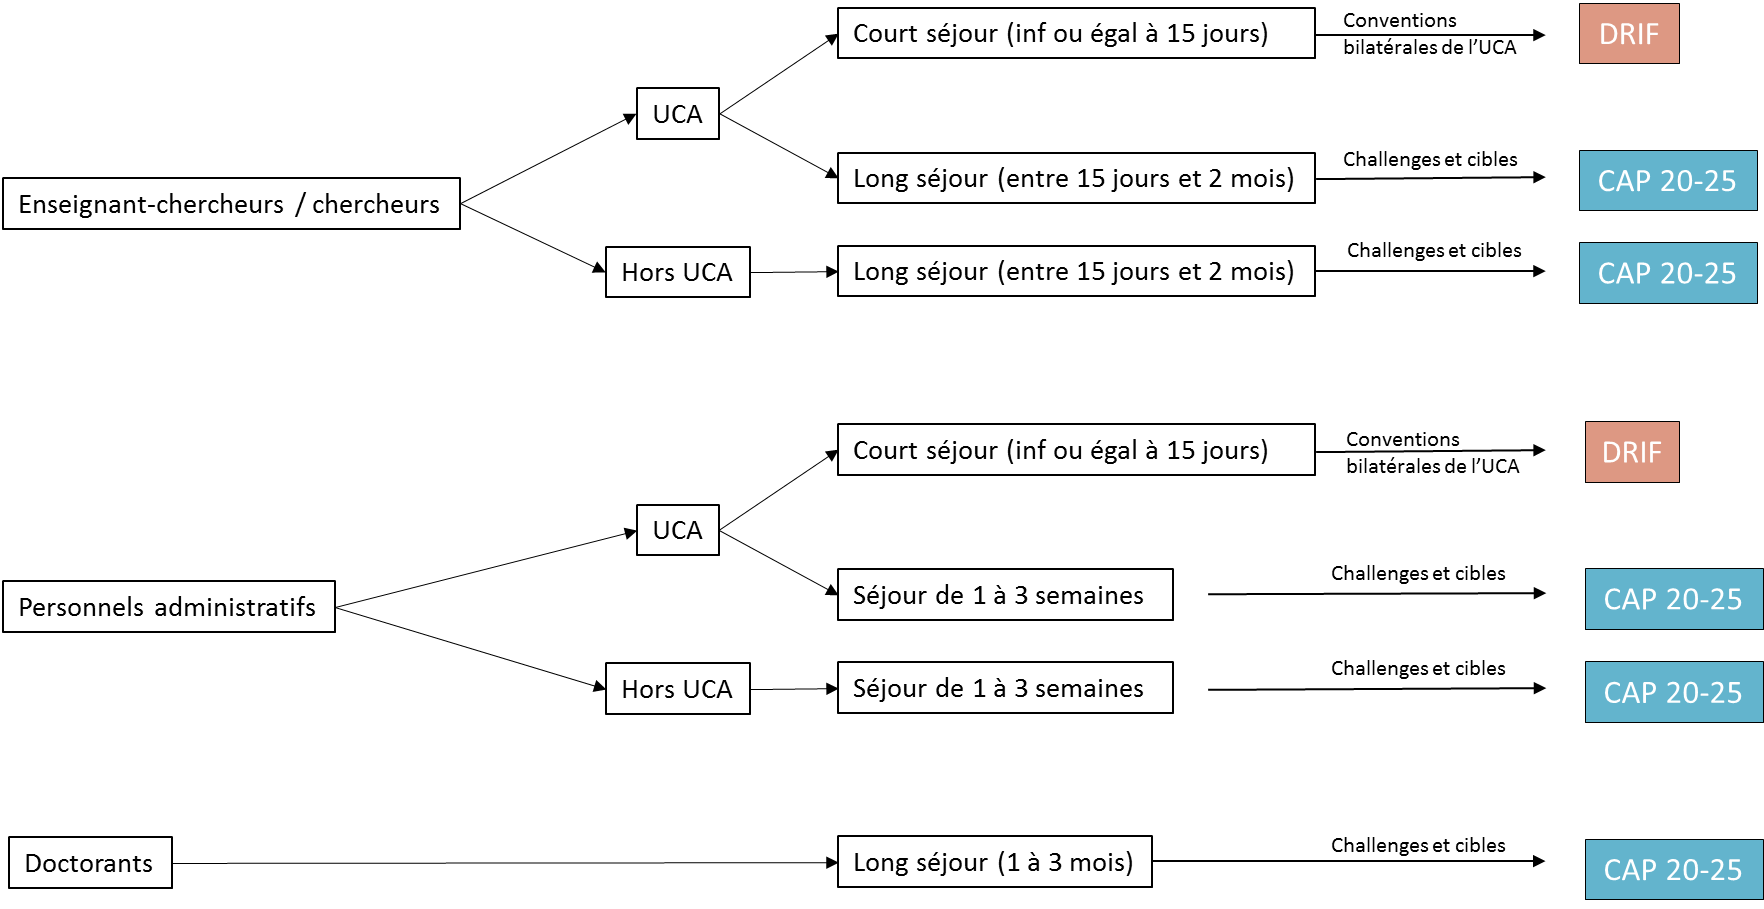 Court séjour (inf ou égal à 15 jours)
Conventions
bilatérales de l’UCA
DRIF
UCA
Challenges et cibles
Long séjour (entre 15 jours et 2 mois)
CAP 20-25
Enseignant-chercheurs / chercheurs
Hors UCA
Long séjour (entre 15 jours et 2 mois)
Challenges et cibles
CAP 20-25
Court séjour (inf ou égal à 15 jours)
Conventions
bilatérales de l’UCA
DRIF
UCA
Challenges et cibles
Séjour de 1 à 3 semaines
CAP 20-25
Personnels administratifs
Hors UCA
Séjour de 1 à 3 semaines
Challenges et cibles
CAP 20-25
Doctorants
Long séjour (1 à 3 mois)
Challenges et cibles
CAP 20-25